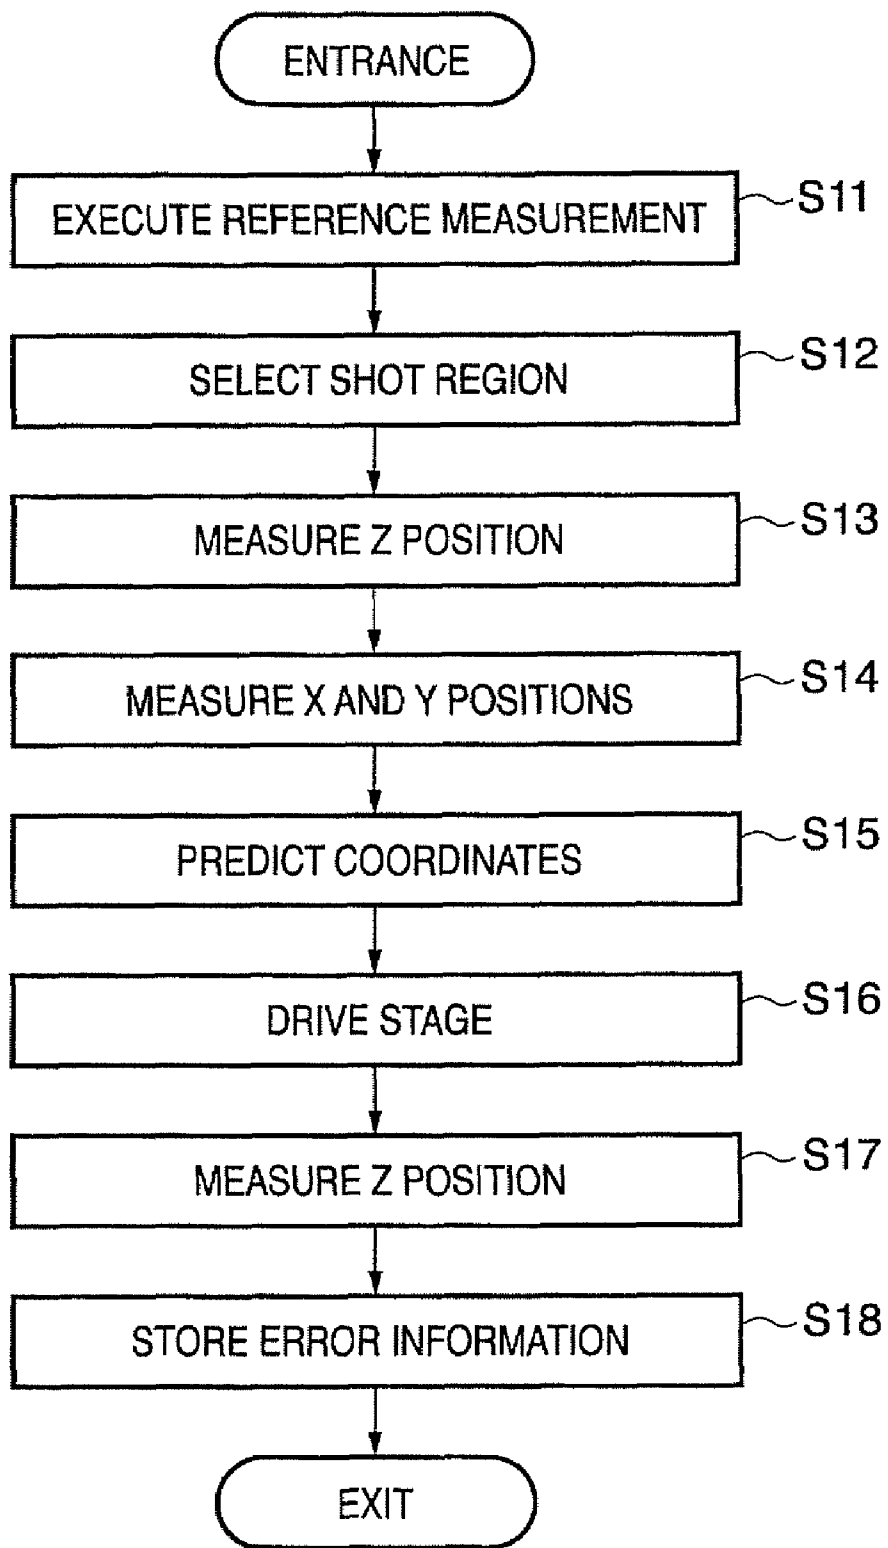 ENTRANCE
EXECUTE REFERENCE MEASUREMENT
S11
SELECT SHOT REGION
S12
MEASURE Z POSITION
S13
MEASURE X AND Y POSITIONS
S14
PREDICT COORDINATES
S15
DRIVE STAGE
S16
MEASURE Z POSITION
S17
STORE ERROR INFORMATION
S18
EXIT